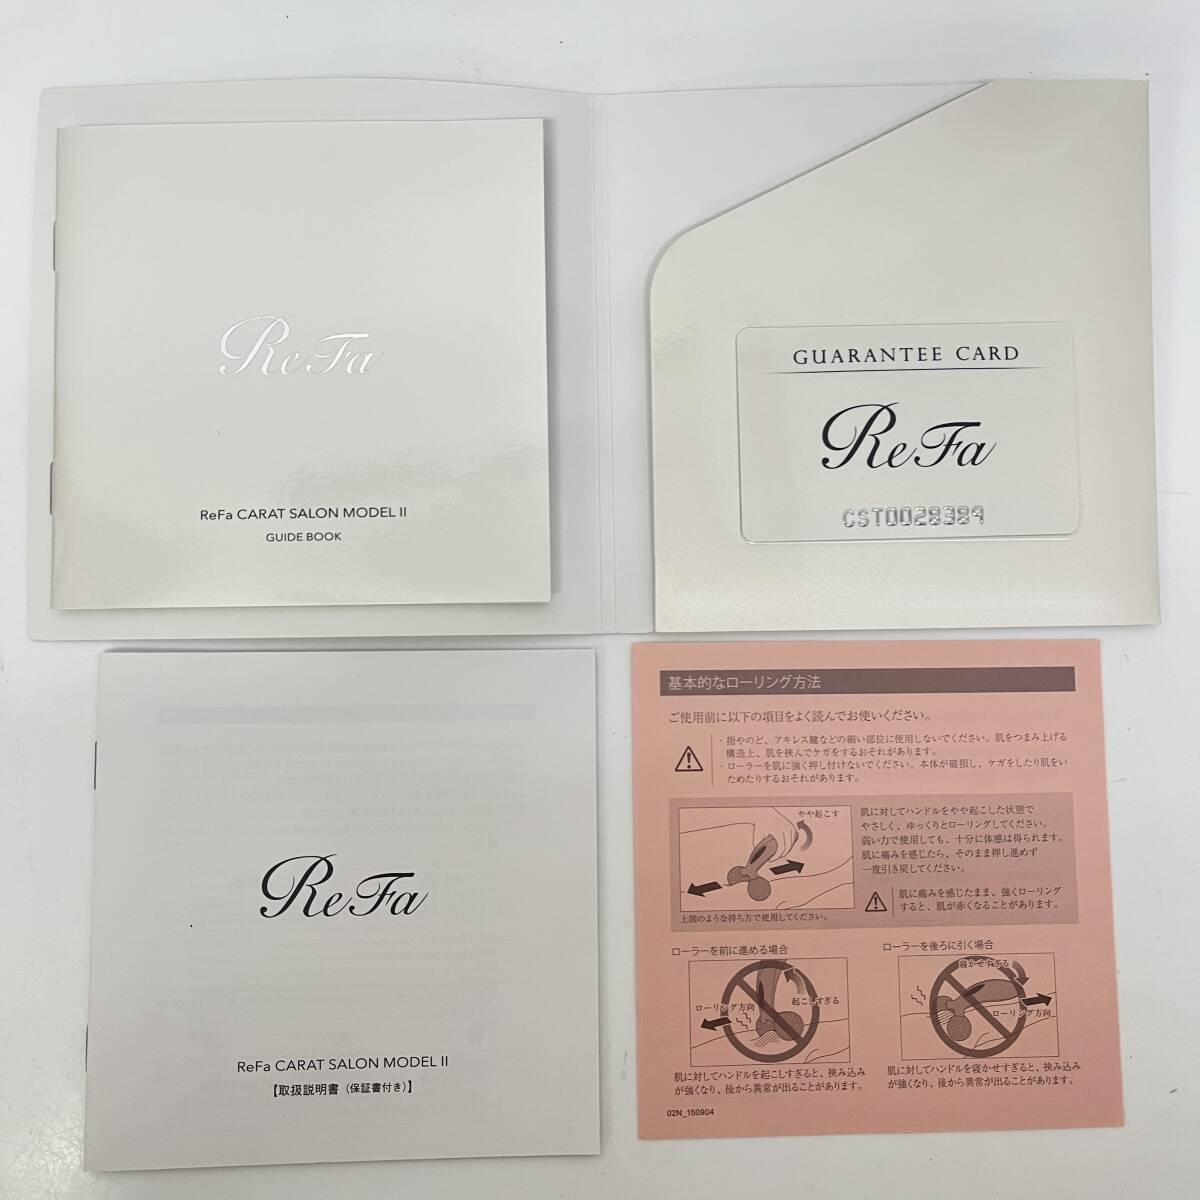 ReFa
ReFa CARAT SALON MODEL II
GUIDE BOOK
GUARANTEE CARD
ReFa
CST0028389
ReFa
ReFa CARAT SALON MODEL II
【取扱説明書（保証書付き）】
基本的なローリング方法
ご使用前に以下の項目をよく読んでお使いください。
・指やのど、アキレス腱などの細い部位に使用しないでください。肌をつまみ上げる
構造上、肌を挟んでケガをするおそれがあります。
・ローラーを肌に強く押し付けないでください。本体が破損し、ケガをしたり肌をい
ためたりするおそれがあります。
やや起こす
上図のような持ち方で使用してください。
肌に対してハンドルをやや起こした状態で
やさしく、ゆっくりとローリングしてください。
弱い力で使用しても、十分に体感は得られます。
肌に痛みを感じたら、そのまま押し進めず
一度引き戻してください。
肌に痛みを感じたまま、強くローリング
すると、肌が赤くなることがあります。
ローラーを前に進める場合
ローリング方向
起こしすぎる
肌に対してハンドルを起こしすぎると、挟み込み
が強くなり、後から異常が出ることがあります。
ローラーを後ろに引く場合
寝かせすぎる
ローリング方向
肌に対してハンドルを寝かせすぎると、挟み込み
が強くなり、後から異常が出ることがあります。
02N_150904